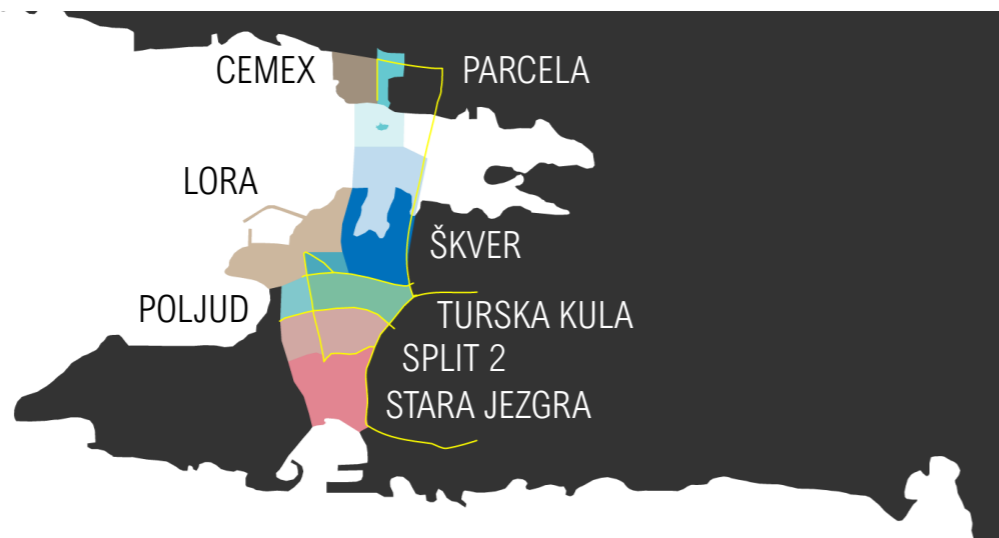 CEMEX
PARCELA
LORA
ŠKVER
POLJUD
TURSKA KULA
SPLIT 2
STARA JEZGRA